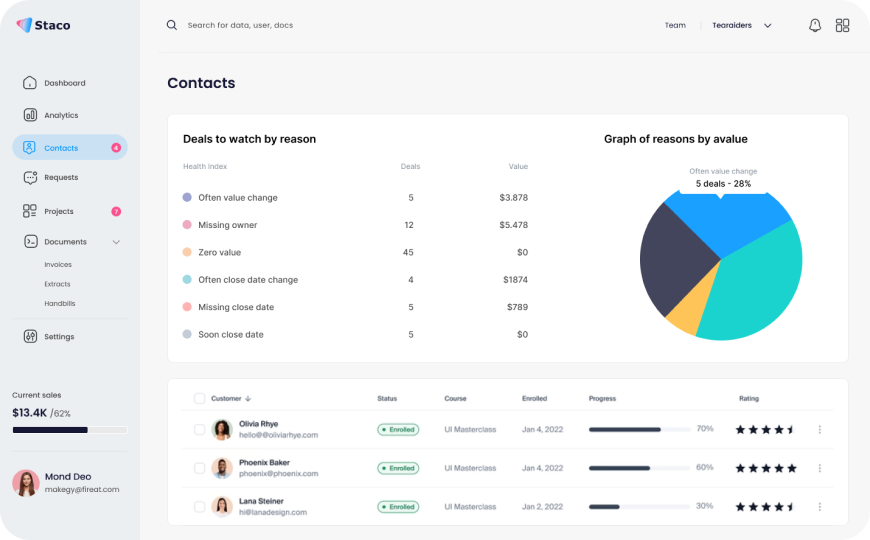 Staco
Search for data, user, docs
Team
Tearaiders
Dashboard
Analytics
Contacts 4
Requests
Projects 7
Documents
Invoices
Extracts
Handbills
Settings
Current sales
$13.4K /62%
Mond Deo
makegy@fireat.com
Contacts
Deals to watch by reason
Health Index Deals Value
Often value change 5 $3.878
Missing owner 12 $5.478
Zero value 45 $0
Often close date change 4 $1874
Missing close date 5 $789
Soon close date 5 $0
Graph of reasons by avalue
Often value change
5 deals - 28%
Customer Status Course Enrolled Progress Rating
Olivia Rhye
hello@@oliviarhye.com
Enrolled UI Masterclass Jan 4, 2022 70%
Phoenix Baker
phoenix@phoenix.com
Enrolled UI Masterclass Jan 4, 2022 60%
Lana Steiner
hi@lanadesign.com
Enrolled UI Masterclass Jan 2, 2022 30%